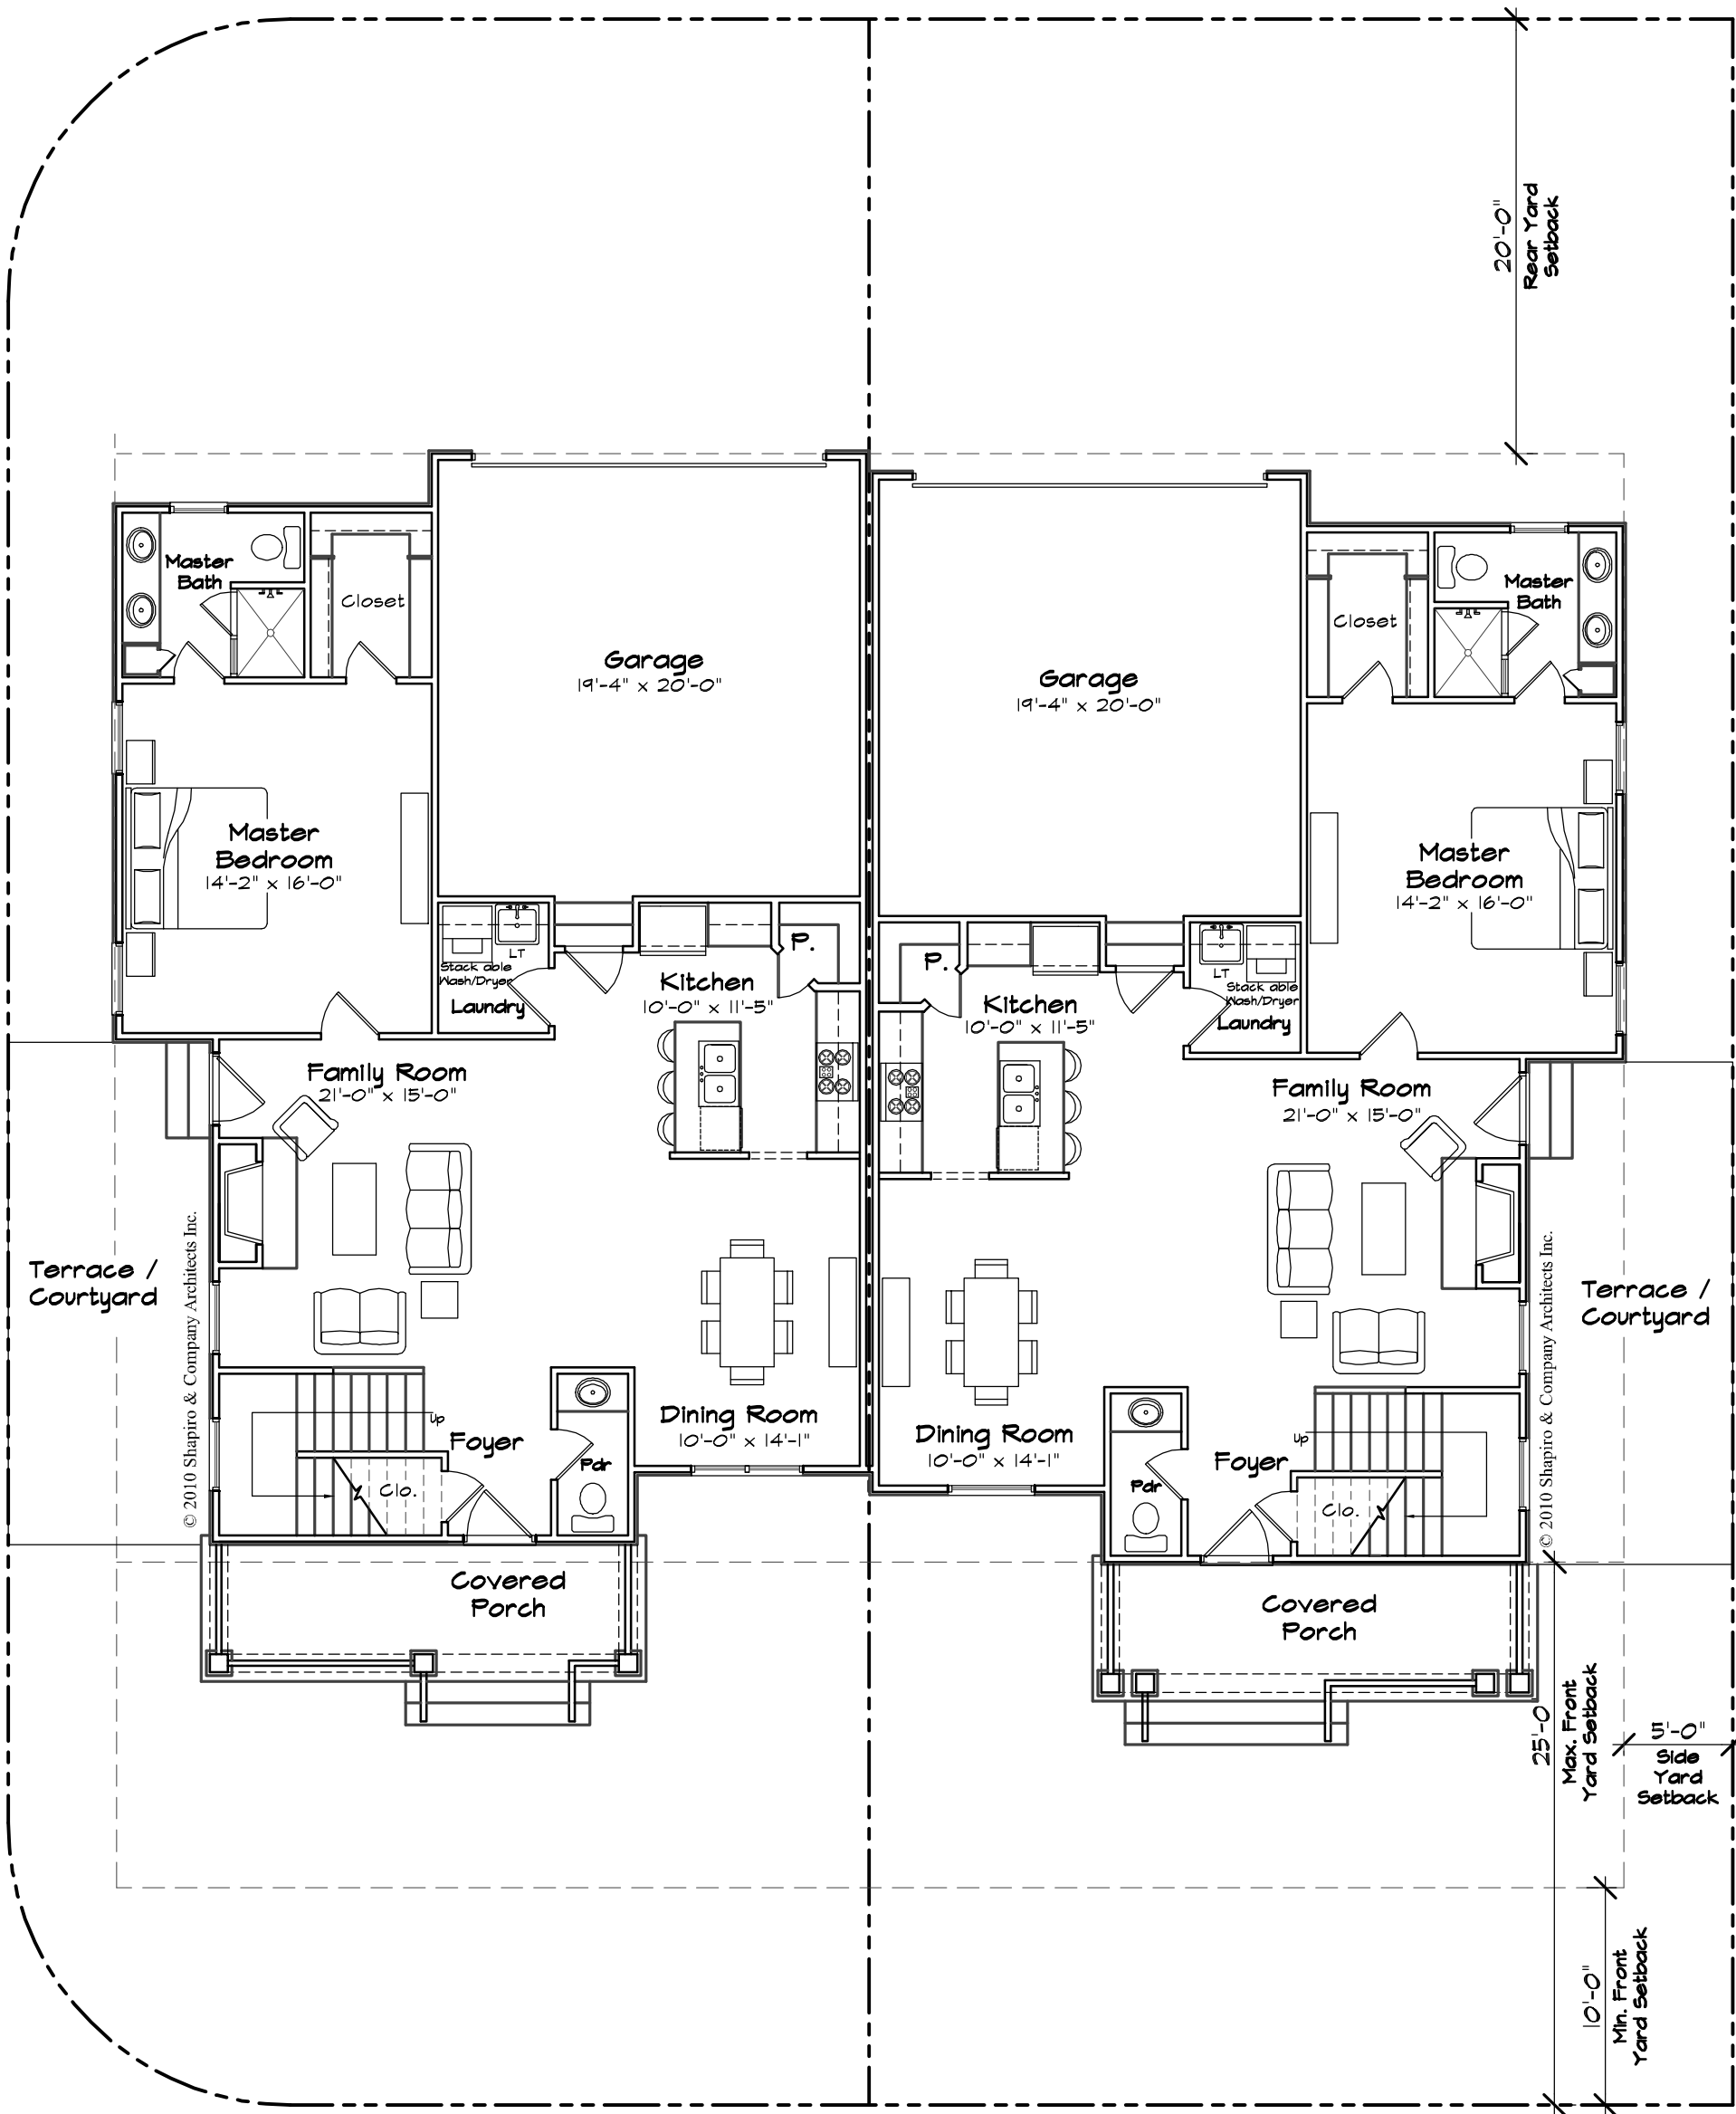 20'-0"
Rear Yard
Setback
Master
Bath
Closet
Garage
19'-4" x 20'-0"
Master
Bedroom
14'-2" x 16'-0"
LT
Stack able
Wash/Dryer
Laundry
P.
Kitchen
10'-0" x 11'-5"
Family Room
21'-0" x 15'-0"
Terrace /
Courtyard
© 2010 Shapiro & Company Architects Inc.
Up
Foyer
Clo.
Pdr
Dining Room
10'-0" x 14'-1"
Covered
Porch
Garage
19'-4" x 20'-0"
Closet
Master
Bath
Master
Bedroom
14'-2" x 16'-0"
P.
Kitchen
10'-0" x 11'-5"
LT
Stack able
Wash/Dryer
Laundry
Family Room
21'-0" x 15'-0"
Terrace /
Courtyard
© 2010 Shapiro & Company Architects Inc.
Dining Room
10'-0" x 14'-1"
Pdr
Foyer
Up
Clo.
Covered
Porch
25'-0
Max. Front
Yard Setback
5'-0"
Side
Yard
Setback
10'-0"
Min. Front
Yard Setback